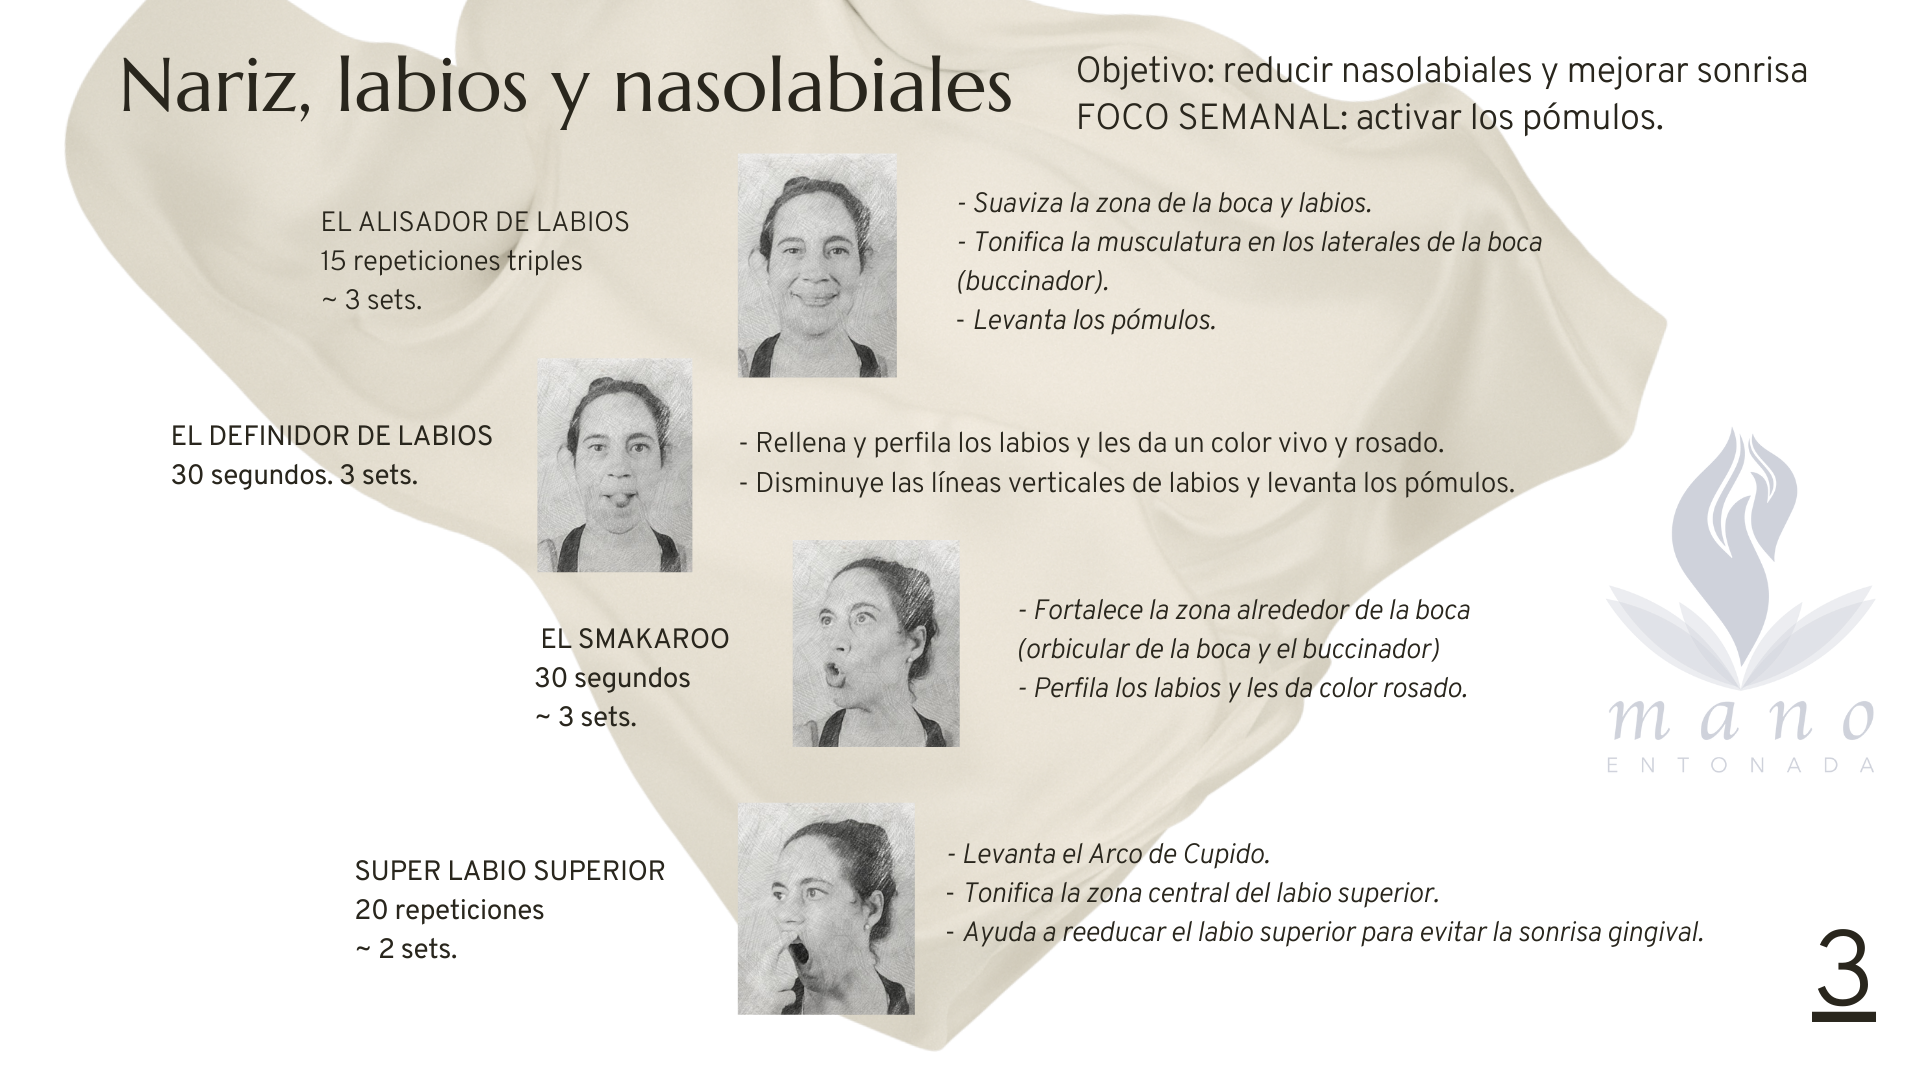 Nariz, labios y nasolabiales
Objetivo: reducir nasolabiales y mejorar sonrisa
FOCO SEMANAL: activar los pómulos.
EL ALISADOR DE LABIOS
15 repeticiones triples
~ 3 sets.
- Suaviza la zona de la boca y labios.
- Tonifica la musculatura en los laterales de la boca
(buccinador).
- Levanta los pómulos.
EL DEFINIDOR DE LABIOS
30 segundos. 3 sets.
- Rellena y perfila los labios y les da un color vivo y rosado.
- Disminuye las líneas verticales de labios y levanta los pómulos.
EL SMAKAROO
30 segundos
~ 3 sets.
- Fortalece la zona alrededor de la boca
(orbicular de la boca y el buccinador)
- Perfila los labios y les da color rosado.
mano
ENTONADA
SUPER LABIO SUPERIOR
20 repeticiones
~ 2 sets.
- Levanta el Arco de Cupido.
- Tonifica la zona central del labio superior.
- Ayuda a reeducar el labio superior para evitar la sonrisa gingival.
3